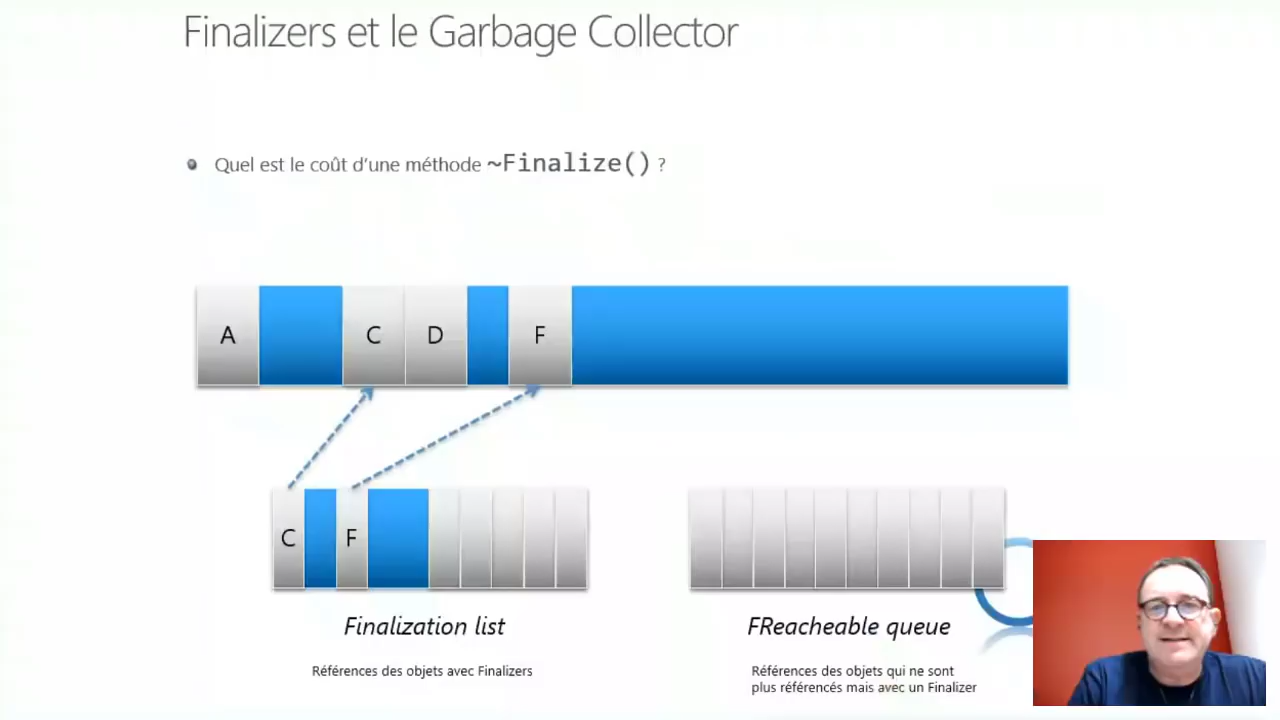 Finalizers et le Garbage Collector
Quel est le coût d'une méthode ~Finalize() ?
A
C
D
F
C
F
Finalization list
FReacheable queue
Références des objets avec Finalizers
Références des objets qui ne sont
plus référencés mais avec un Finalizer